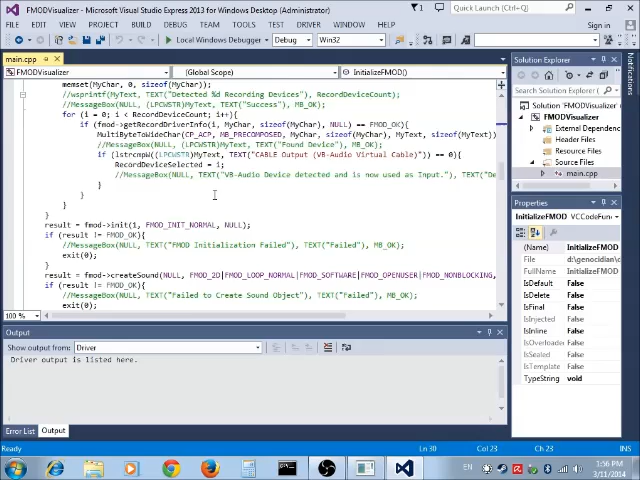 FMODVisualizer - Microsoft Visual Studio 2013 for Windows Desktop (Administrator)
1
Quick Launch (Ctrl+Q)
FILE EDIT VIEW PROJECT BUILD DEBUG TEAM TOOLS TEST DRIVER WINDOW HELP
Sign in
Local Windows Debugger Debug Win32
main.cpp
FMODVisualizer (Global Scope) InitializeFMOD()
memset(MyChar, 0, sizeof(MyChar));
//wsprintf(MyText, TEXT("Detected %d Recording Devices"), RecordDeviceCount);
//MessageBox(NULL, (LPCWSTR)MyText, TEXT("Success"), MB_OK);
for (i = 0; i < RecordDeviceCount; i++){
if (fmod->getRecordDriverInfo(i, MyChar, sizeof(MyChar), NULL) == FMOD_OK){
MultiByteToWideChar(CP_ACP, MB_PRECOMPOSED, MyChar, sizeof(MyChar), MyText, sizeof(MyText))
//MessageBox(NULL, (LPCWSTR)MyText, TEXT("Found Device"), MB_OK);
if (lstrcmpW((LPCWSTR)MyText, TEXT("CABLE Output (VB-Audio Virtual Cable)")) == 0){
RecordDeviceSelected = i;
//MessageBox(NULL, TEXT("VB-Audio Device detected and is now used as Input."), TEXT("De
}
}
}
}
result = fmod->init(1, FMOD_INIT_NORMAL, NULL);
if (result != FMOD_OK){
//MessageBox(NULL, TEXT("FMOD Initialization Failed"), TEXT("Failed"), MB_OK);
exit(0);
result = fmod->createSound(NULL, FMOD_2D|FMOD_LOOP_NORMAL|FMOD_SOFTWARE|FMOD_OPENUSER|FMOD_NONBLOCKING,
if (result != FMOD_OK){
//MessageBox(NULL, TEXT("Failed to Create Sound Object"), TEXT("Failed"), MB_OK);
exit(0);
100 %
Output
Show output from: Driver
Driver output is listed here.
Error List Output
Solution Explorer
Search Solution Explorer
Solution 'FMODVisualizer'
FMODVisualizer
External Dependence
Header Files
Resource Files
Source Files
main.cpp
Properties
InitializeFMOD VCCodeFun
(Name) InitializeFMOD
File d:\genocidian\
FullName InitializeFMOD
IsDefault False
IsDelete False
IsFinal False
IsInjected False
IsInline False
IsOverloade False
IsSealed False
IsTemplate False
TypeString void
Notifications
Ready Ln 30 Col 23 Ch 23 INS
EN
1:56 PM
3/11/2014